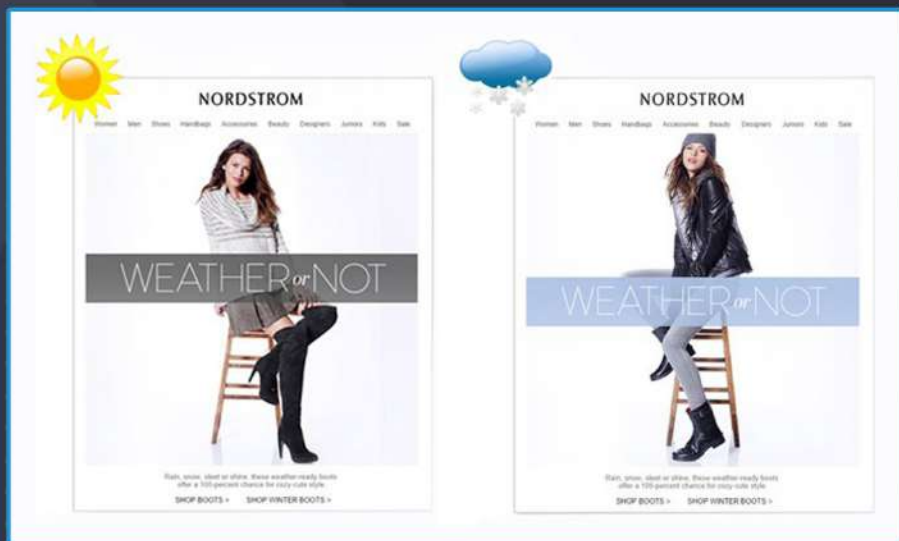 NORDSTROM
Women Men Shoes Handbags Accessories Beauty Designers Juniors Kids Sale
WEATHER or NOT
Rain, snow, sleet or shine, these weather-ready boots
offer a 100-percent chance for cozy-cute style.
SHOP BOOTS > SHOP WINTER BOOTS >
NORDSTROM
Women Men Shoes Handbags Accessories Beauty Designers Juniors Kids Sale
WEATHER or NOT
Rain, snow, sleet or shine, these weather-ready boots
offer a 100-percent chance for cozy-cute style.
SHOP BOOTS > SHOP WINTER BOOTS >